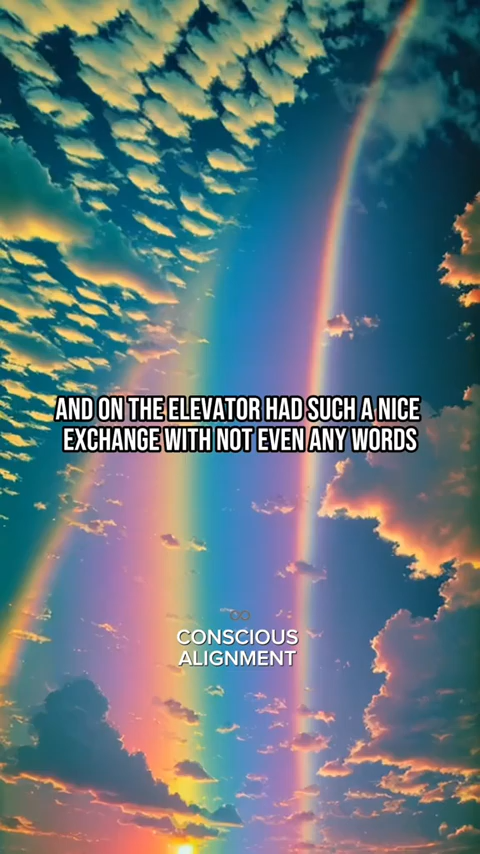 AND ON THE ELEVATOR HAD SUCH A NICE
EXCHANGE WITH NOT EVEN ANY WORDS
CONSCIOUS
ALIGNMENT